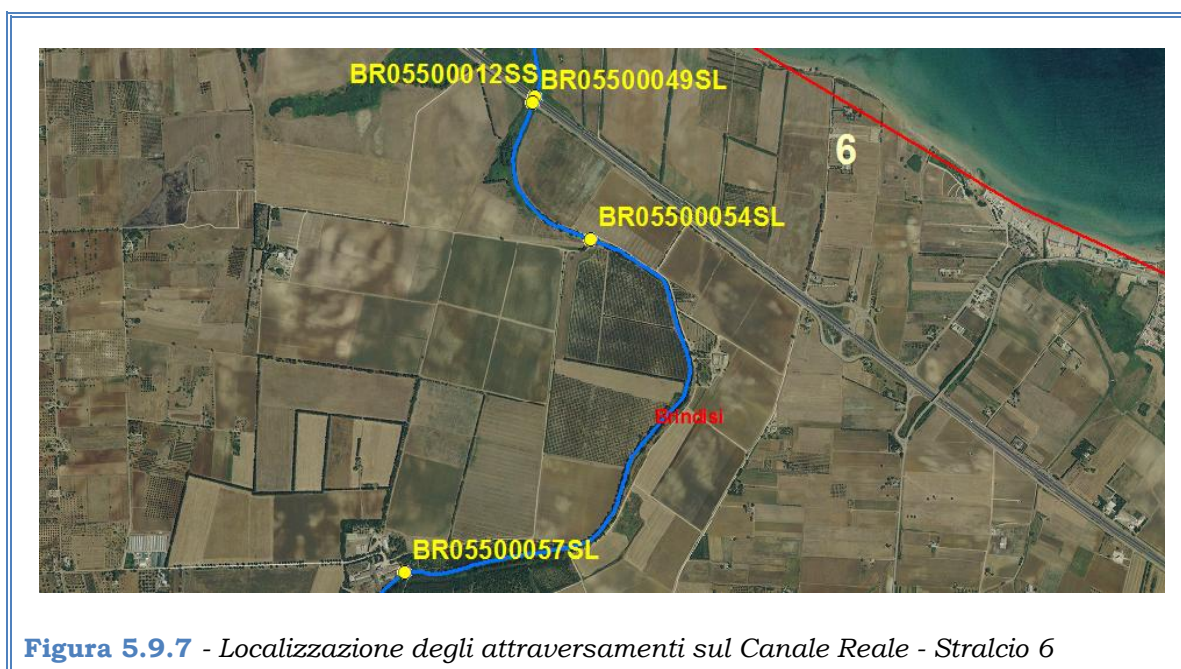 BR05500012SS BR05500049SL
6
BR05500054SL
Brindisi
BR05500057SL
Figura 5.9.7 - Localizzazione degli attraversamenti sul Canale Reale - Stralcio 6